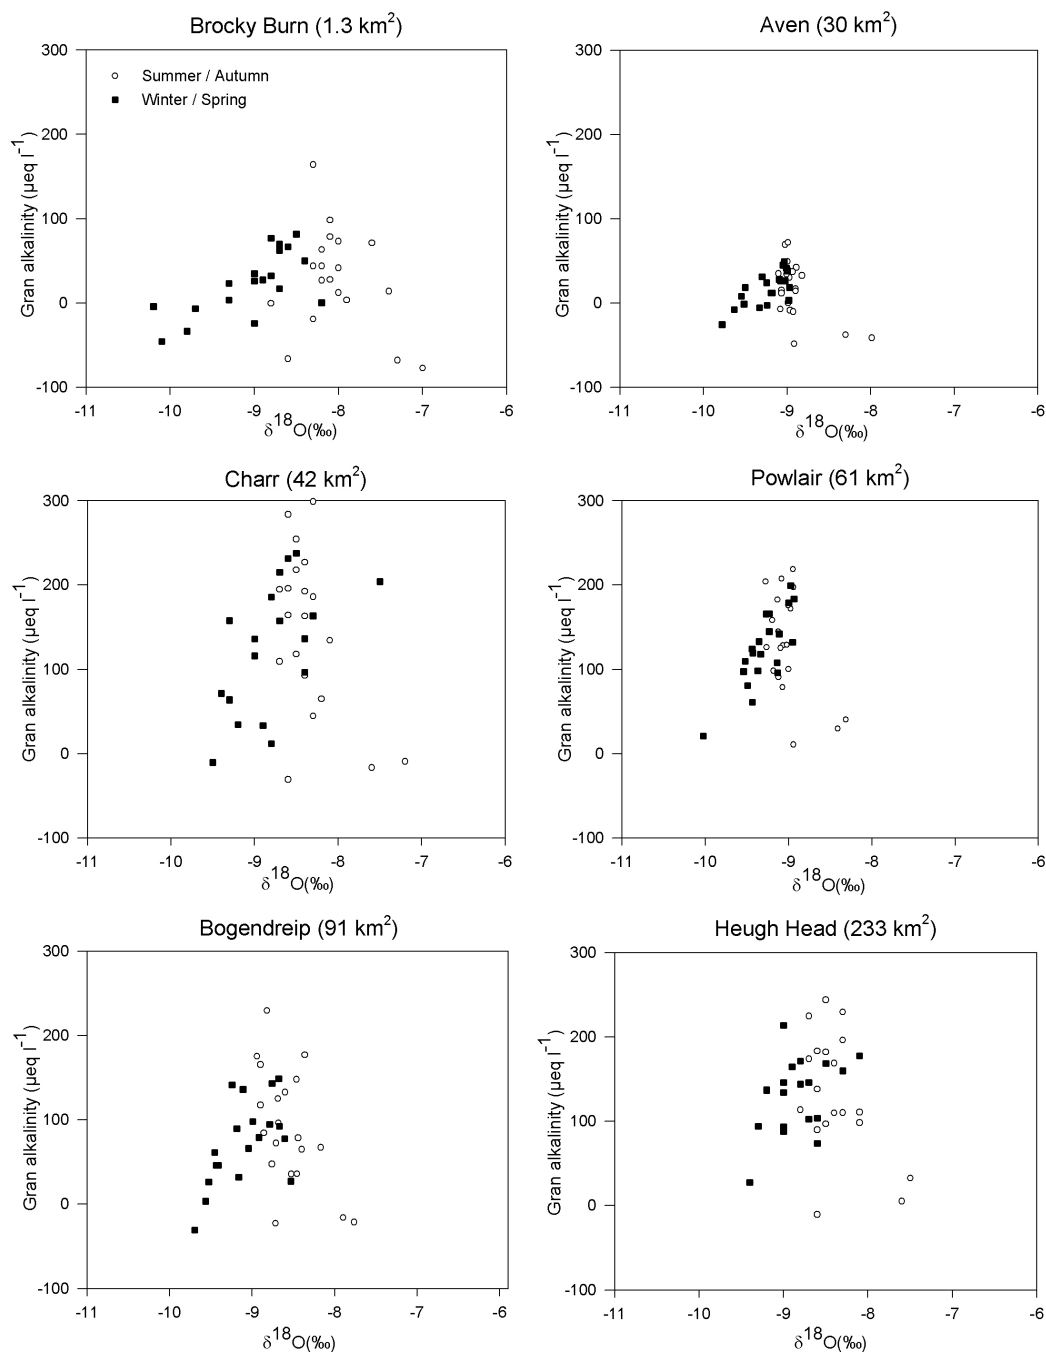 Brocky Burn (1.3 km²)
300
200
100
0
-100
Gran alkalinity (µeq l⁻¹)
○ Summer / Autumn
■ Winter / Spring
-11 -10 -9 -8 -7 -6
δ¹⁸O(‰)
Aven (30 km²)
300
200
100
0
-100
Gran alkalinity (µeq l⁻¹)
-11 -10 -9 -8 -7 -6
δ¹⁸O(‰)
Charr (42 km²)
300
200
100
0
-100
Gran alkalinity (µeq l⁻¹)
-11 -10 -9 -8 -7 -6
δ¹⁸O(‰)
Powlair (61 km²)
300
200
100
0
-100
Gran alkalinity (µeq l⁻¹)
-11 -10 -9 -8 -7 -6
δ¹⁸O(‰)
Bogendreip (91 km²)
300
200
100
0
-100
Gran alkalinity (µeq l⁻¹)
-11 -10 -9 -8 -7 -6
δ¹⁸O(‰)
Heugh Head (233 km²)
300
200
100
0
-100
Gran alkalinity (µeq l⁻¹)
-11 -10 -9 -8 -7 -6
δ¹⁸O(‰)